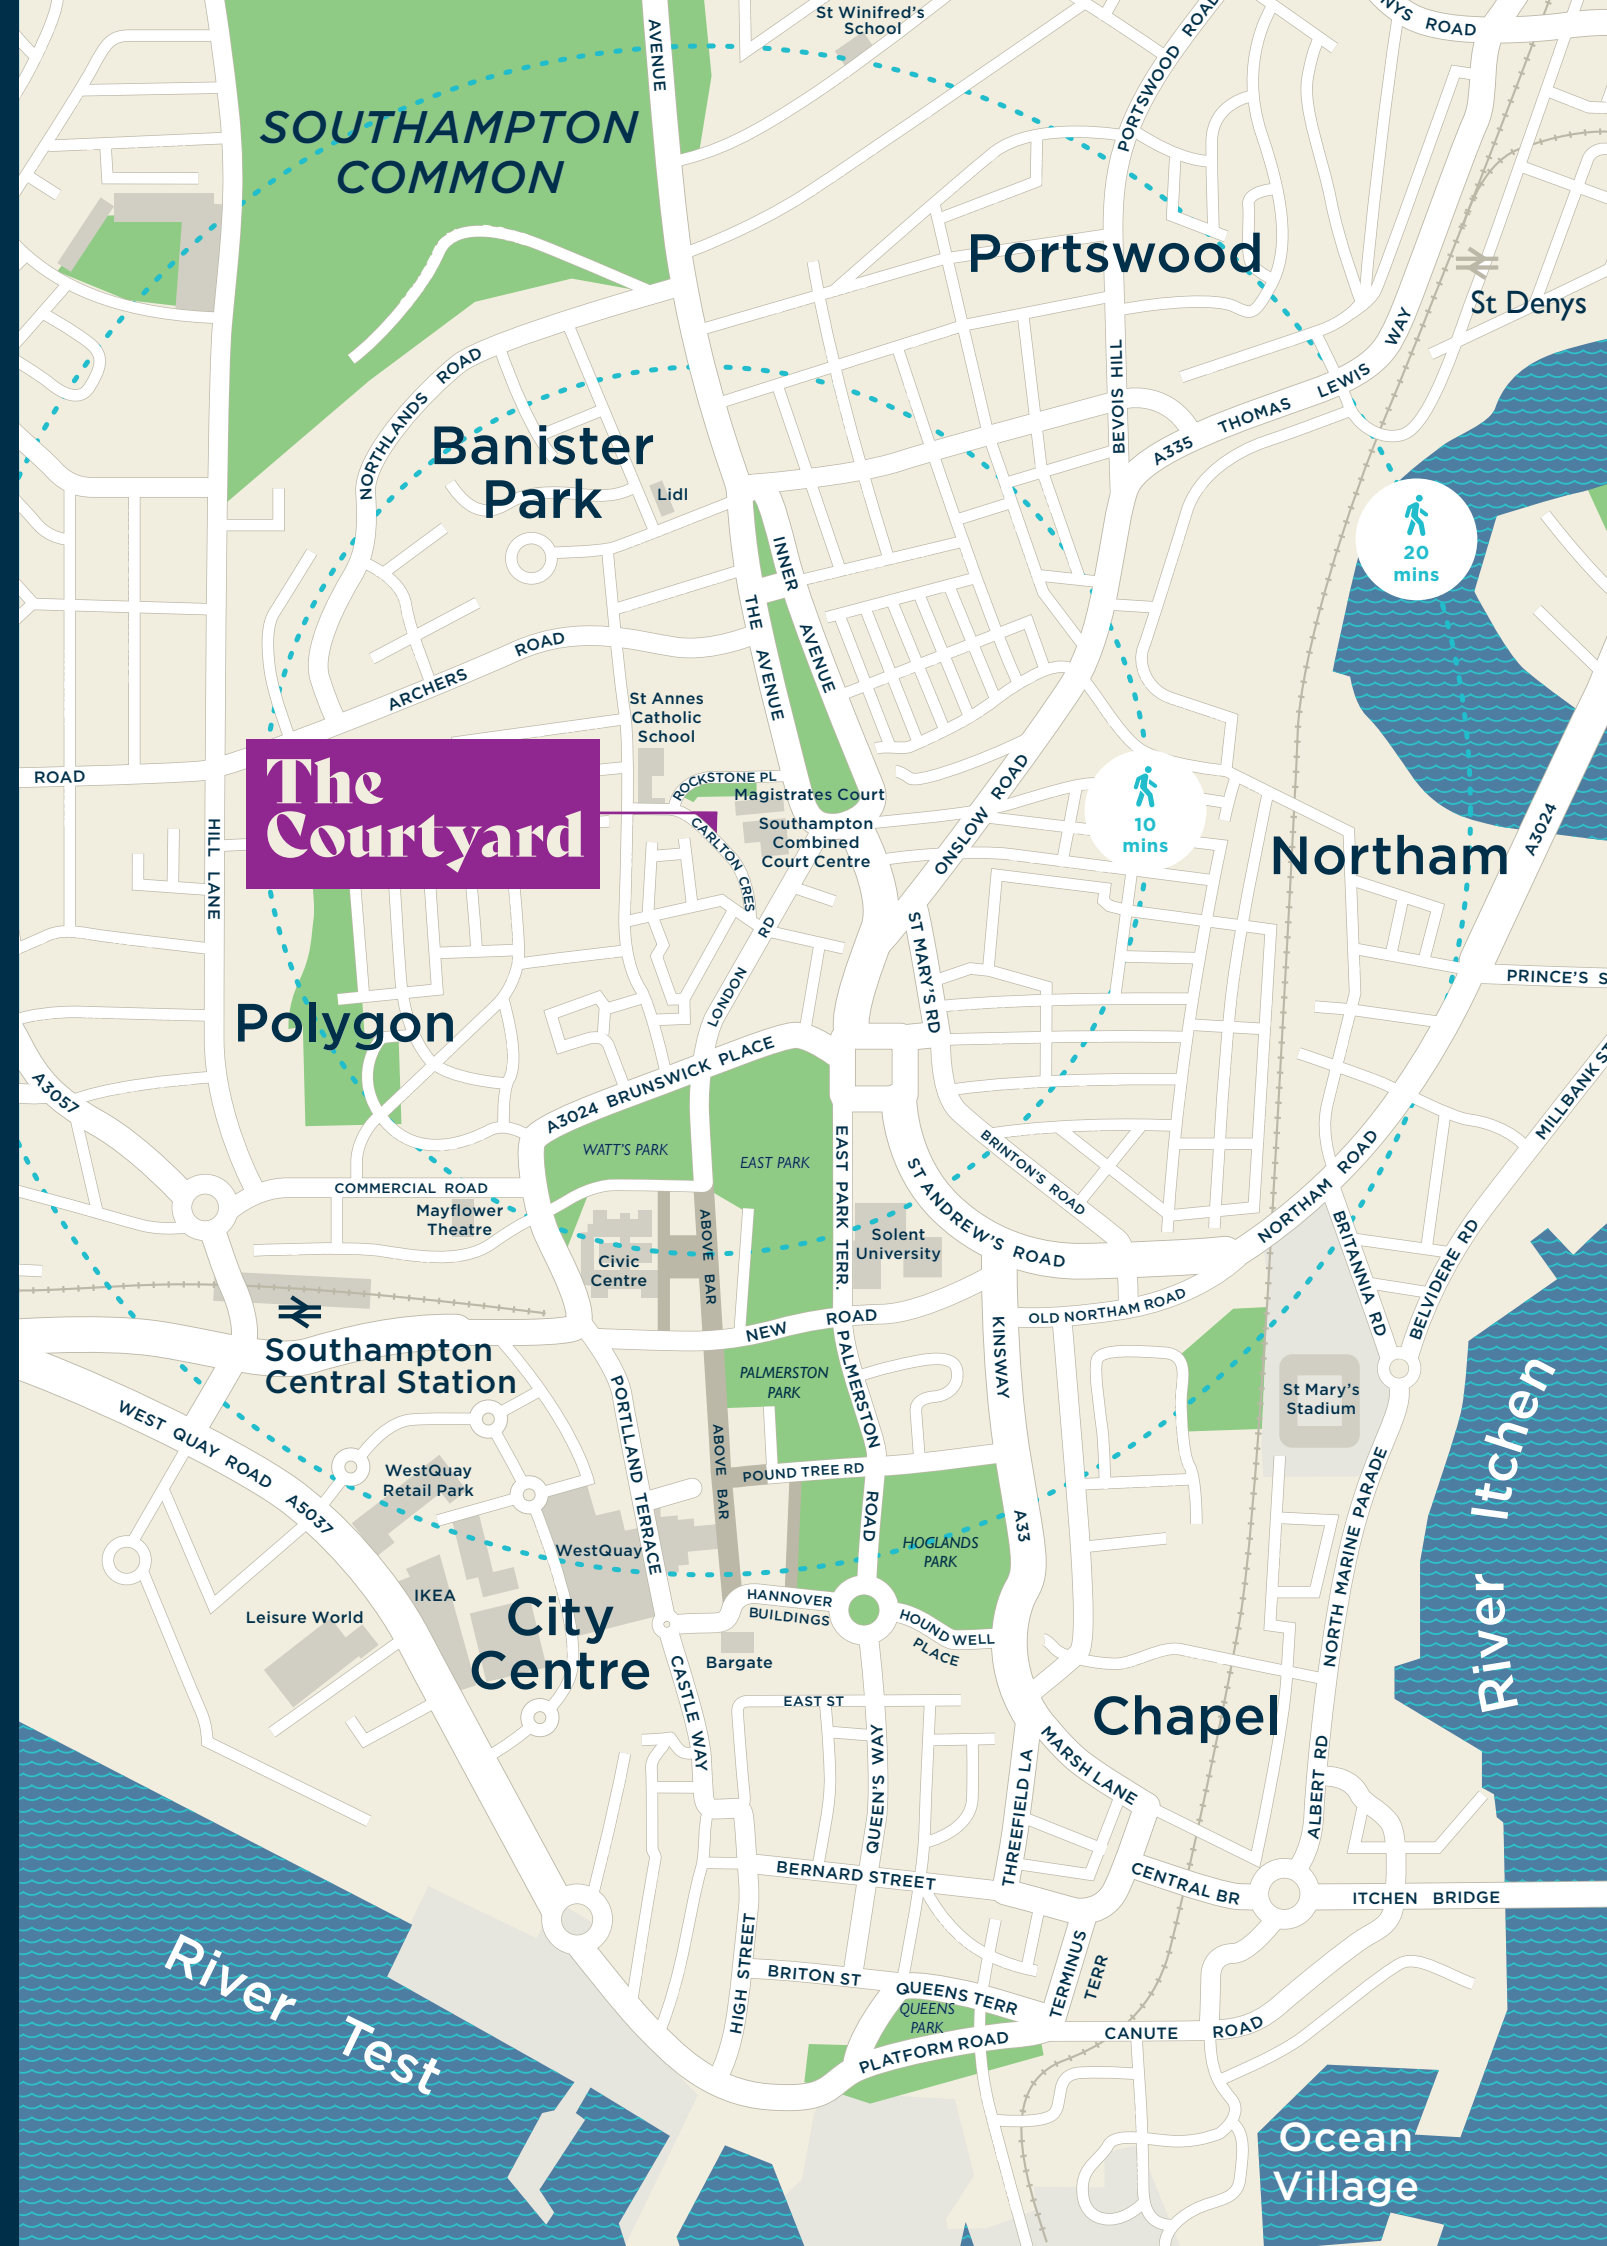 AVENUE
St Winifred's
School
PORTSWOOD ROAD
NYS ROAD
SOUTHAMPTON
COMMON
Portswood
St Denys
WAY
LEWIS
THOMAS
A335
BEVOIS HILL
NORTHLANDS ROAD
Banister
Park
Lidl
20
mins
INNER
AVENUE
THE
AVENUE
ARCHERS ROAD
St Annes
Catholic
School
ROAD
The
Courtyard
ROCKSTONE PL
Magistrates Court
Southampton
Combined
Court Centre
CARLTON CRES
ONSLOW ROAD
10
mins
Northam
A3024
HILL LANE
LONDON RD
ST MARY'S RD
PRINCE'S S
Polygon
A3057
A3024 BRUNSWICK PLACE
MILLBANK ST
WATT'S PARK
EAST PARK
EAST PARK TERR.
BRINTON'S ROAD
ST ANDREW'S ROAD
NORTHAM ROAD
COMMERCIAL ROAD
Mayflower
Theatre
ABOVE BAR
Civic
Centre
Solent
University
BRITANNIA RD
BELVIDERE RD
Southampton
Central Station
NEW ROAD
OLD NORTHAM ROAD
KINSWAY
PALMERSTON
PARK
PALMERSTON
ROAD
St Mary's
Stadium
WEST QUAY ROAD A5037
PORTLLAND TERRACE
ABOVE BAR
POUND TREE RD
WestQuay
Retail Park
WestQuay
HOGLANDS
PARK
A33
NORTH MARINE PARADE
River Itchen
IKEA
Leisure World
City
Centre
HANNOVER
BUILDINGS
HOUNDWELL
PLACE
Bargate
CASTLE WAY
EAST ST
Chapel
QUEEN'S WAY
MARSH LANE
THREEFIELD LA
ALBERT RD
BERNARD STREET
CENTRAL BR
ITCHEN BRIDGE
HIGH STREET
BRITON ST
QUEENS TERR
QUEENS
PARK
TERMINUS
TERR
PLATFORM ROAD
CANUTE ROAD
River Test
Ocean
Village